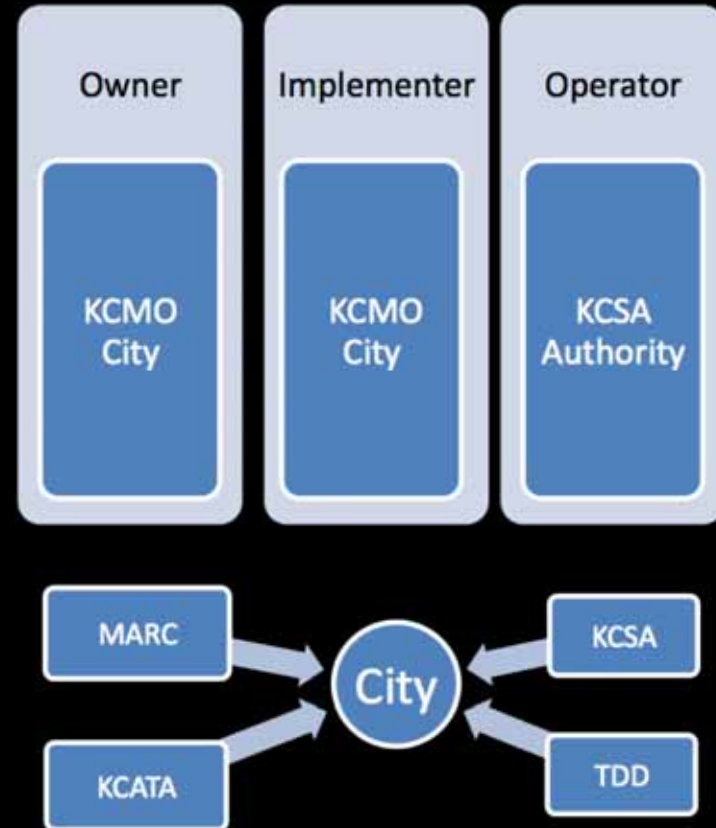 Owner
Implementer
Operator
KCMO
City
KCMO
City
KCSA
Authority
MARC
KCSA
City
KCATA
TDD